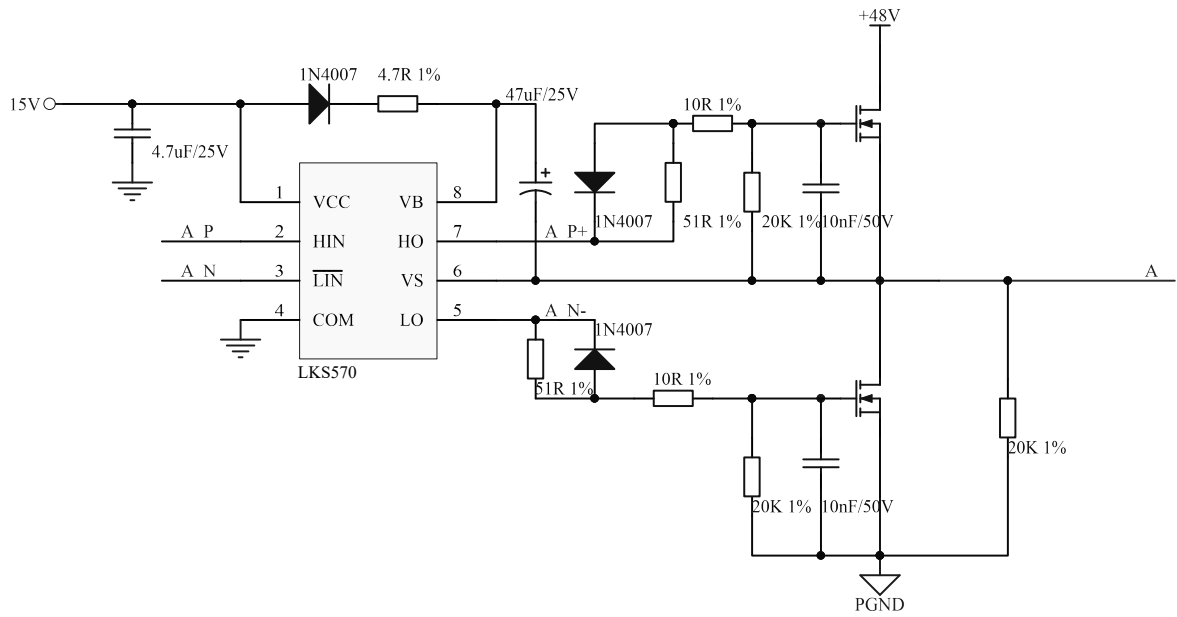 +48V
1N4007
4.7R 1%
15V
47uF/25V
10R 1%
4.7uF/25V
1
VCC
VB
8
1N4007
51R 1%
20K 1%
10nF/50V
A P
2
HIN
HO
7
A P+
A N
3
LIN
VS
6
A
4
COM
LO
5
A N-
1N4007
LKS570
51R 1%
10R 1%
20K 1%
20K 1%
10nF/50V
PGND